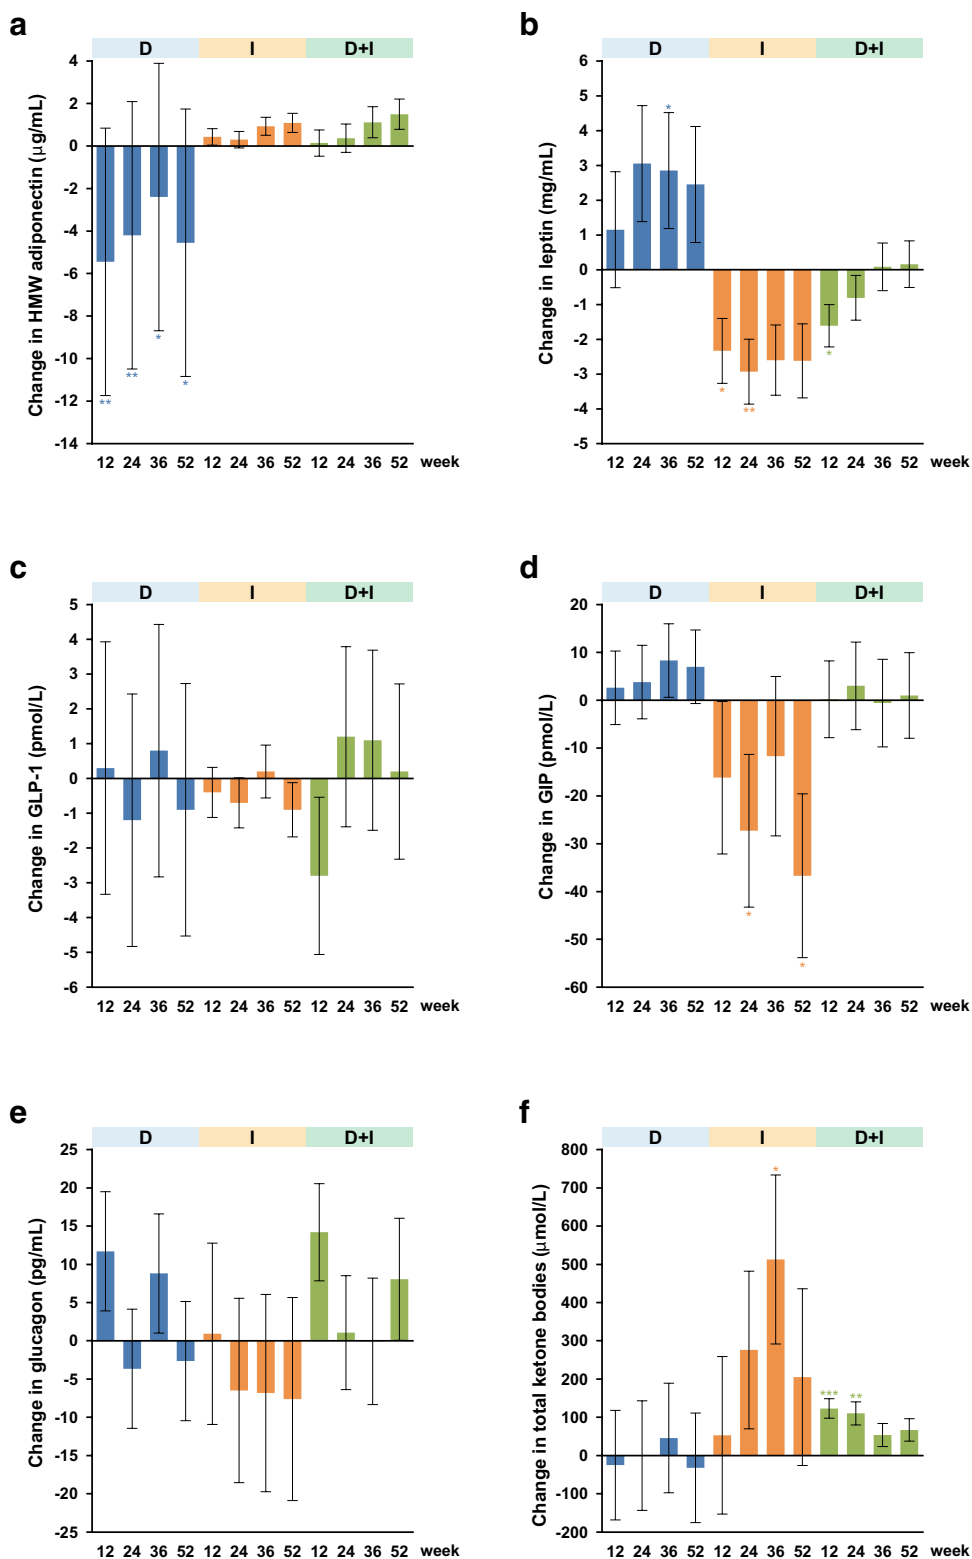 a
D I D+I
Change in HMW adiponectin (µg/mL)
4
2
0
-2
-4
-6
-8
-10
-12
-14
** ** * *
12 24 36 52 12 24 36 52 12 24 36 52 week
b
D I D+I
Change in leptin (mg/mL)
6
5
4
3
2
1
0
-1
-2
-3
-4
-5
* * ** *
12 24 36 52 12 24 36 52 12 24 36 52 week
c
D I D+I
Change in GLP-1 (pmol/L)
5
4
3
2
1
0
-1
-2
-3
-4
-5
-6
12 24 36 52 12 24 36 52 12 24 36 52 week
d
D I D+I
Change in GIP (pmol/L)
20
10
0
-10
-20
-30
-40
-50
-60
* *
12 24 36 52 12 24 36 52 12 24 36 52 week
e
D I D+I
Change in glucagon (pg/mL)
25
20
15
10
5
0
-5
-10
-15
-20
-25
12 24 36 52 12 24 36 52 12 24 36 52 week
f
D I D+I
Change in total ketone bodies (µmol/L)
800
700
600
500
400
300
200
100
0
-100
-200
* *** **
12 24 36 52 12 24 36 52 12 24 36 52 week